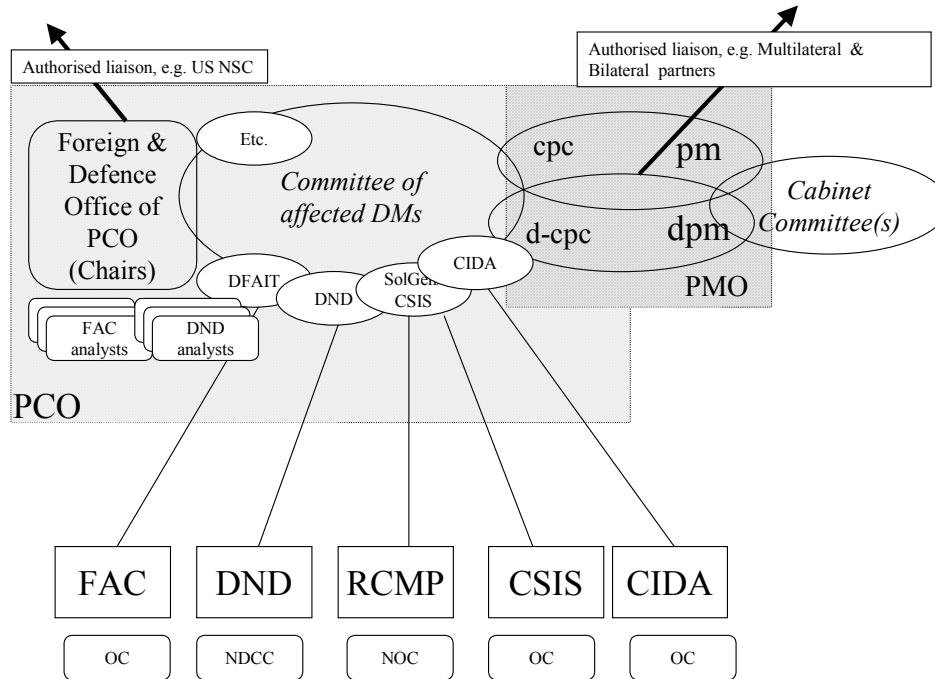 Authorised liaison, e.g. US NSC
Authorised liaison, e.g. Multilateral &
Bilateral partners
Foreign &
Defence
Office of
PCO
(Chairs)
Etc.
Committee of
affected DMs
cpc
pm
d-cpc
dpm
Cabinet
Committee(s)
PMO
DFAIT
DND
SolGen
CSIS
CIDA
FAC
analysts
DND
analysts
PCO
FAC
DND
RCMP
CSIS
CIDA
OC
NDCC
NOC
OC
OC